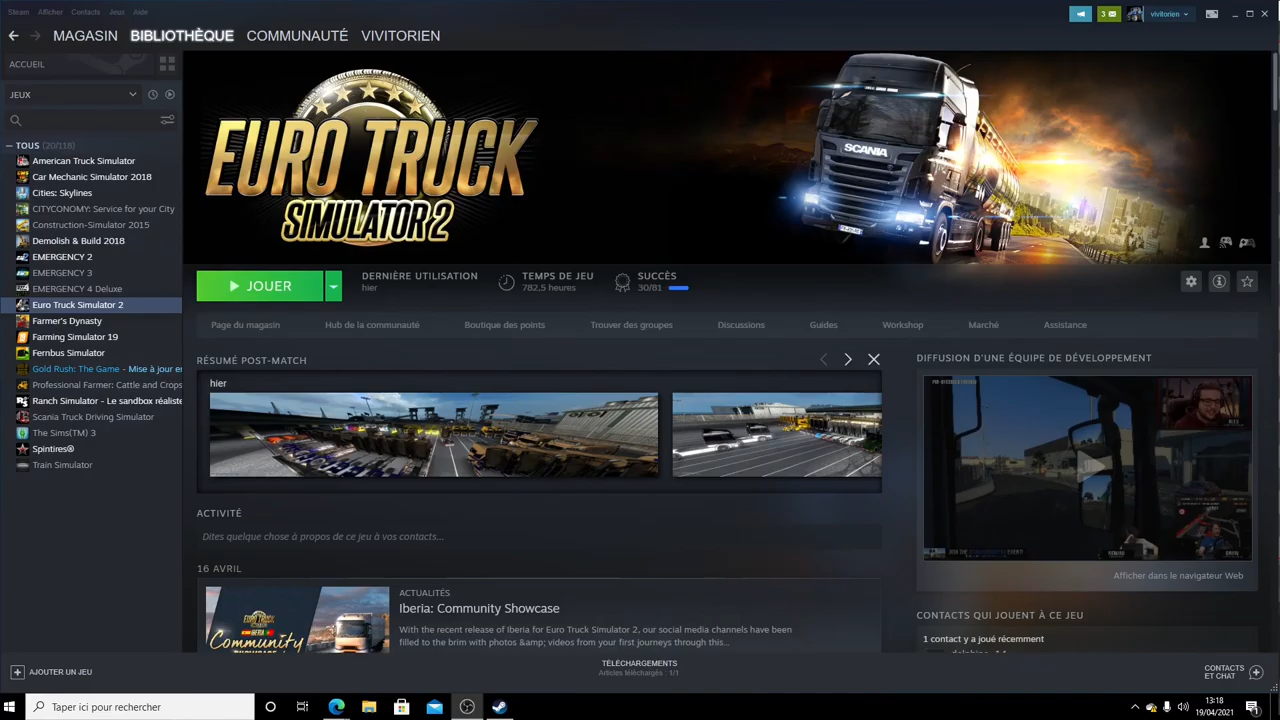 Steam Afficher Contacts Jeux Aide
3
vivitorien
MAGASIN BIBLIOTHÈQUE COMMUNAUTÉ VIVITORIEN
ACCUEIL
JEUX
TOUS (20/118)
American Truck Simulator
Car Mechanic Simulator 2018
Cities: Skylines
CITYCONOMY: Service for your City
Construction-Simulator 2015
Demolish & Build 2018
EMERGENCY 2
EMERGENCY 3
EMERGENCY 4 Deluxe
Euro Truck Simulator 2
Farmer's Dynasty
Farming Simulator 19
Fernbus Simulator
Gold Rush: The Game - Mise à jour en
Professional Farmer: Cattle and Crops
Ranch Simulator - Le sandbox réaliste
Scania Truck Driving Simulator
The Sims(TM) 3
Spintires®
Train Simulator
AJOUTER UN JEU
EURO TRUCK
SIMULATOR 2
SCANIA
JOUER
DERNIÈRE UTILISATION
hier
TEMPS DE JEU
782,5 heures
SUCCÈS
30/81
Page du magasin Hub de la communauté Boutique des points Trouver des groupes Discussions Guides Workshop Marché Assistance
RÉSUMÉ POST-MATCH
hier
ACTIVITÉ
Dites quelque chose à propos de ce jeu à vos contacts...
16 AVRIL
Community
ACTUALITÉS
Iberia: Community Showcase
With the recent release of Iberia for Euro Truck Simulator 2, our social media channels have been
filled to the brim with photos &amp; videos from your first journeys through this...
DIFFUSION D'UNE ÉQUIPE DE DÉVELOPPEMENT
Afficher dans le navigateur Web
CONTACTS QUI JOUENT À CE JEU
1 contact y a joué récemment
TÉLÉCHARGEMENTS
Articles téléchargés : 1/1
CONTACTS
ET CHAT
Taper ici pour rechercher
13:18
19/04/2021